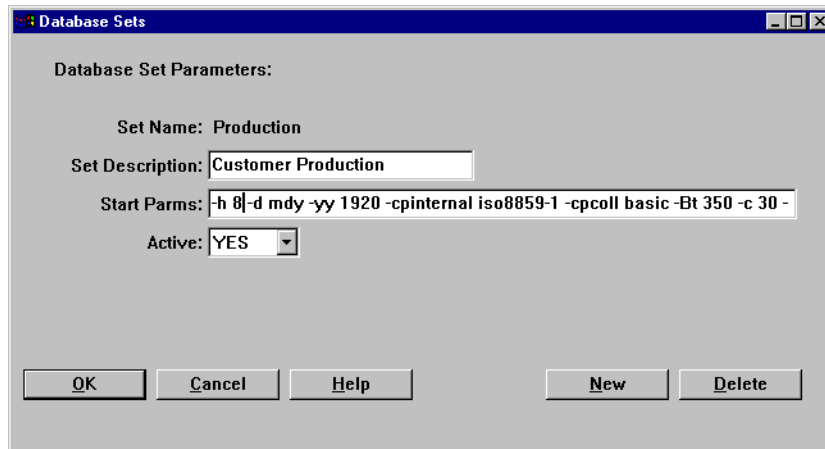 Database Sets
Database Set Parameters:
Set Name: Production
Set Description: Customer Production
Start Parms: -h 8 -d mdy -yy 1920 -cpinternal iso8859-1 -cpcoll basic -Bt 350 -c 30 -
Active: YES
OK Cancel Help New Delete